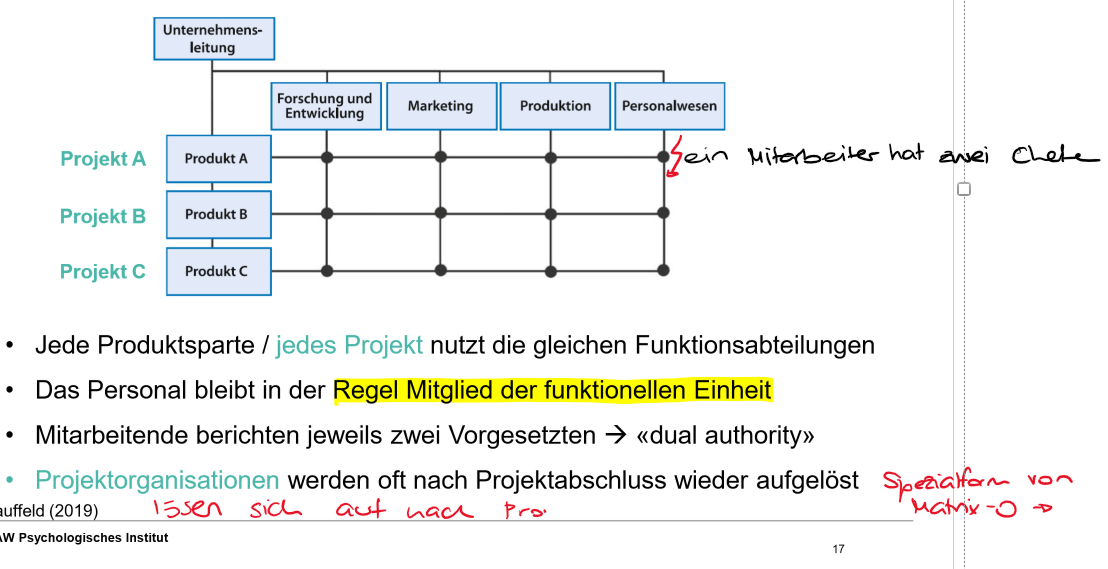 Unternehmens-
leitung
Forschung und
Entwicklung
Marketing
Produktion
Personalwesen
Projekt A
Produkt A
ein Mitarbeiter hat zwei Chefe
Projekt B
Produkt B
Projekt C
Produkt C
• Jede Produktsparte / jedes Projekt nutzt die gleichen Funktionsabteilungen
• Das Personal bleibt in der Regel Mitglied der funktionellen Einheit
• Mitarbeitende berichten jeweils zwei Vorgesetzten → «dual authority»
• Projektorganisationen werden oft nach Projektabschluss wieder aufgelöst
Spezialform von
Matrix-O →
lösen sich auf nach Pro.
auffeld (2019)
AW Psychologisches Institut
17